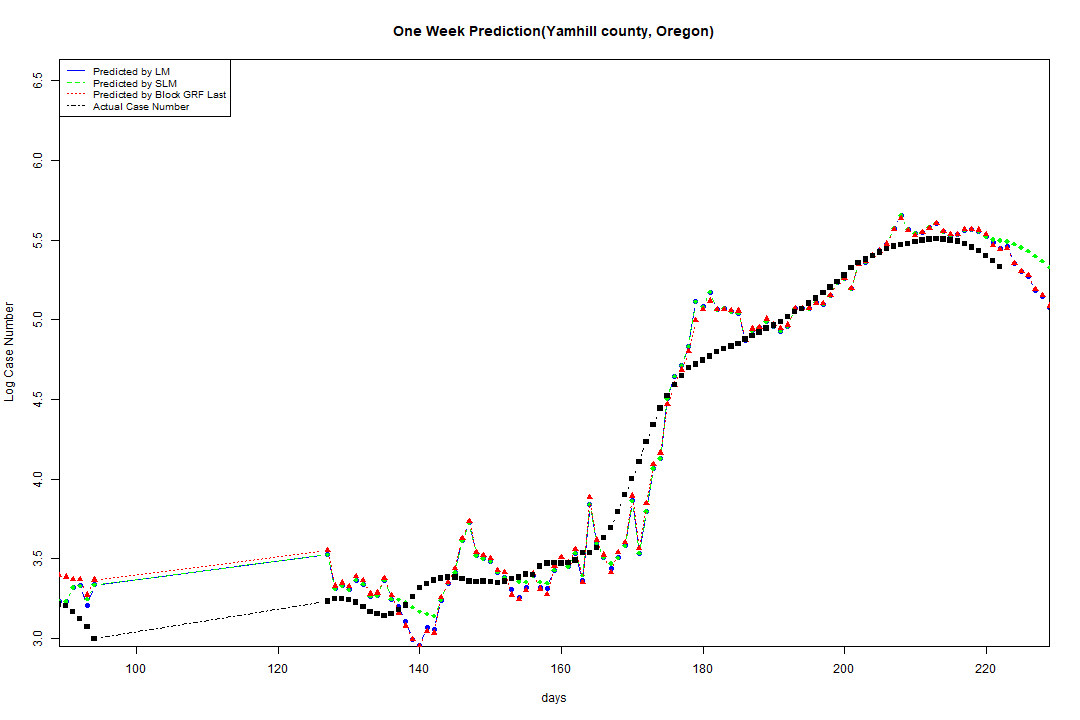 One Week Prediction(Yamhill county, Oregon)
Predicted by LM
Predicted by SLM
Predicted by Block GRF Last
Actual Case Number
Log Case Number
6.5
6.0
5.5
5.0
4.5
4.0
3.5
3.0
100 120 140 160 180 200 220
days